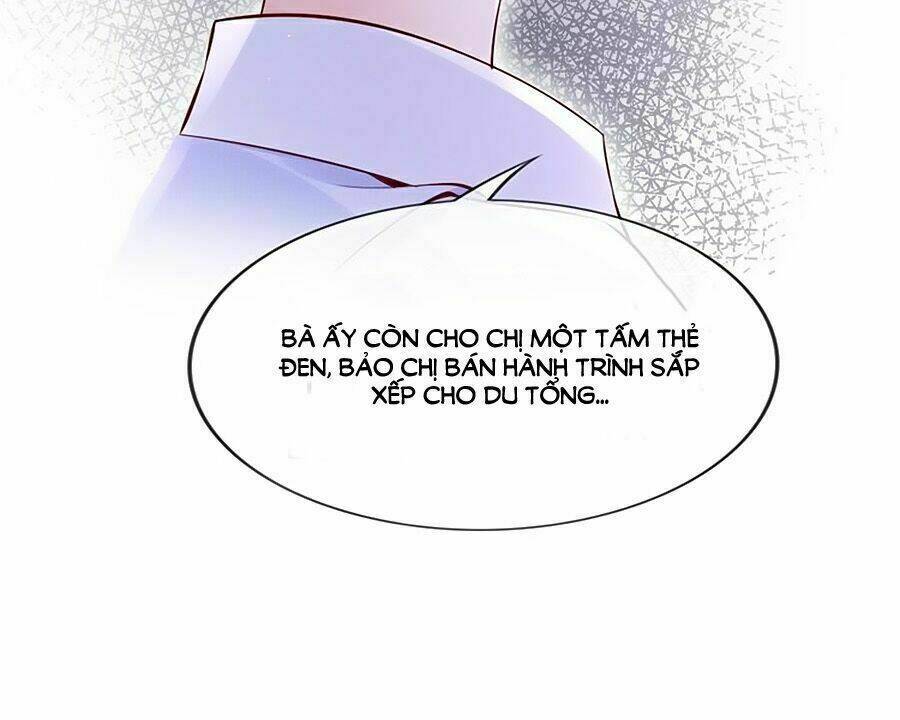 BÀ ẤY CÒN CHO CHỊ MỘT TẤM THẺ
ĐEN, BẢO CHỊ BÁN HÀNH TRÌNH SẮP
XẾP CHO DU TỔNG...